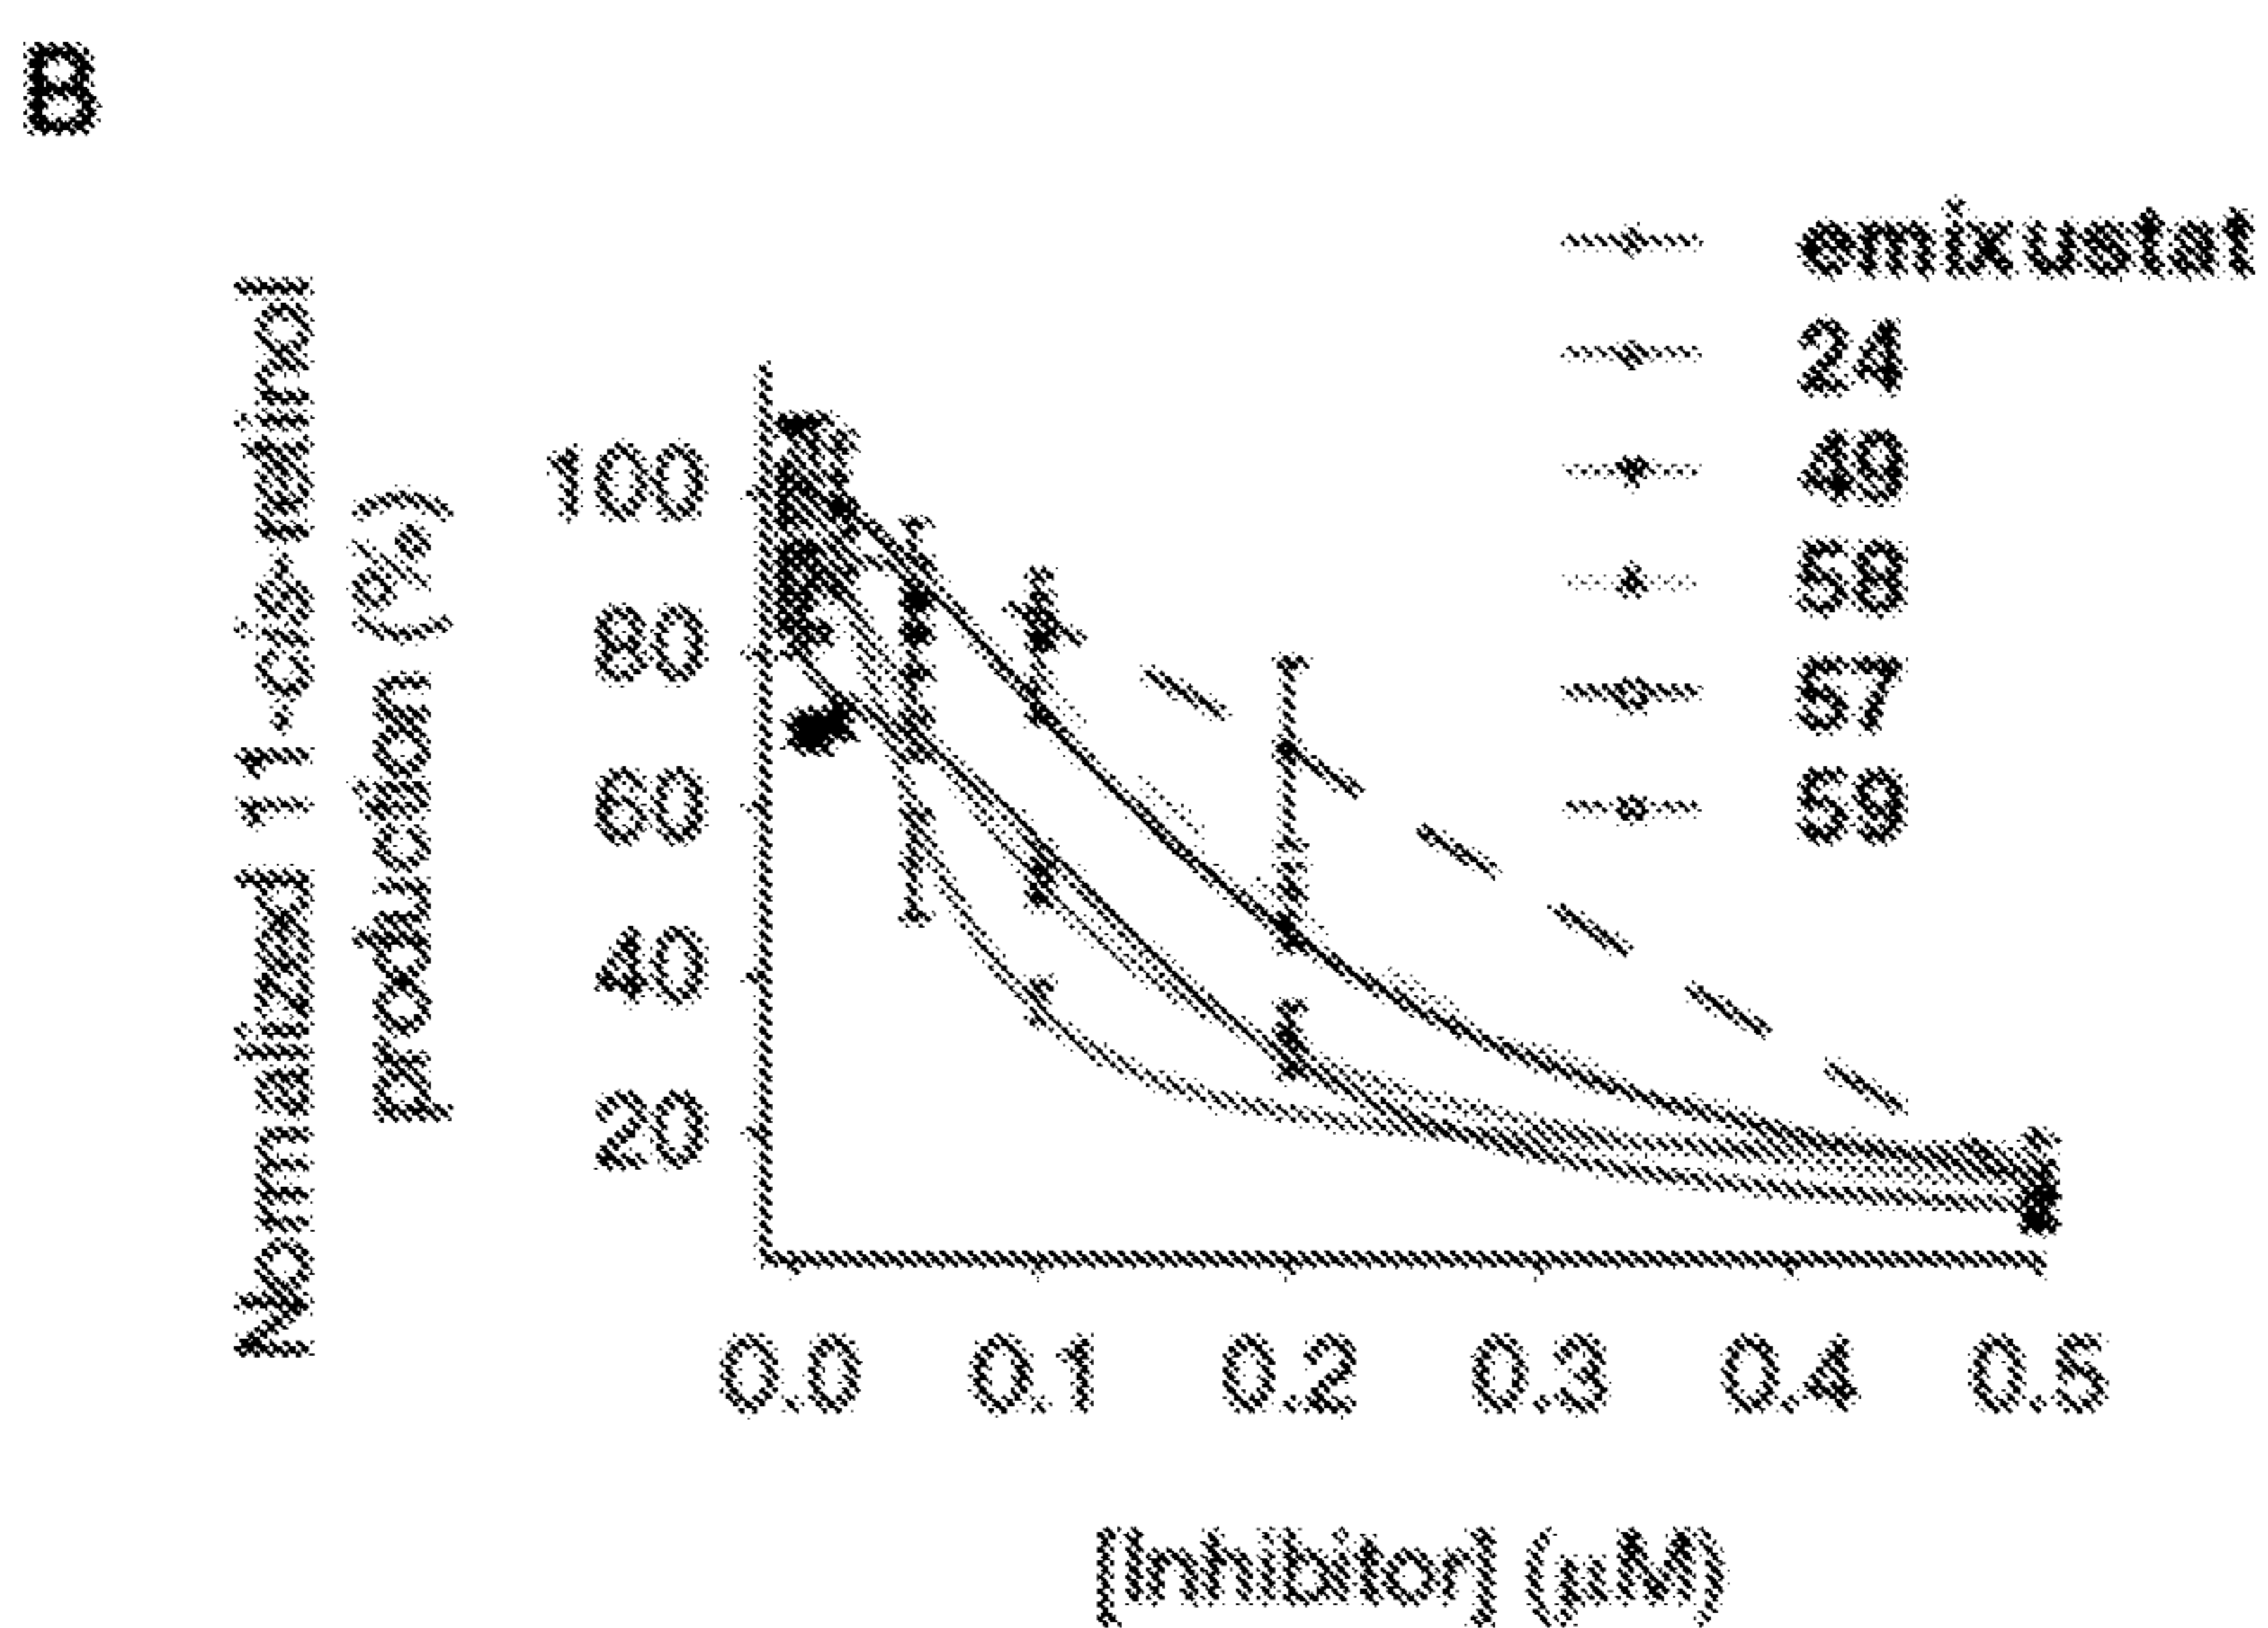 B
Normalized 11-cis-retinal
production (%)
100
80
60
40
20
0.0 0.1 0.2 0.3 0.4 0.5
[Inhibitor] (µM)
emixustat
24
49
58
57
59